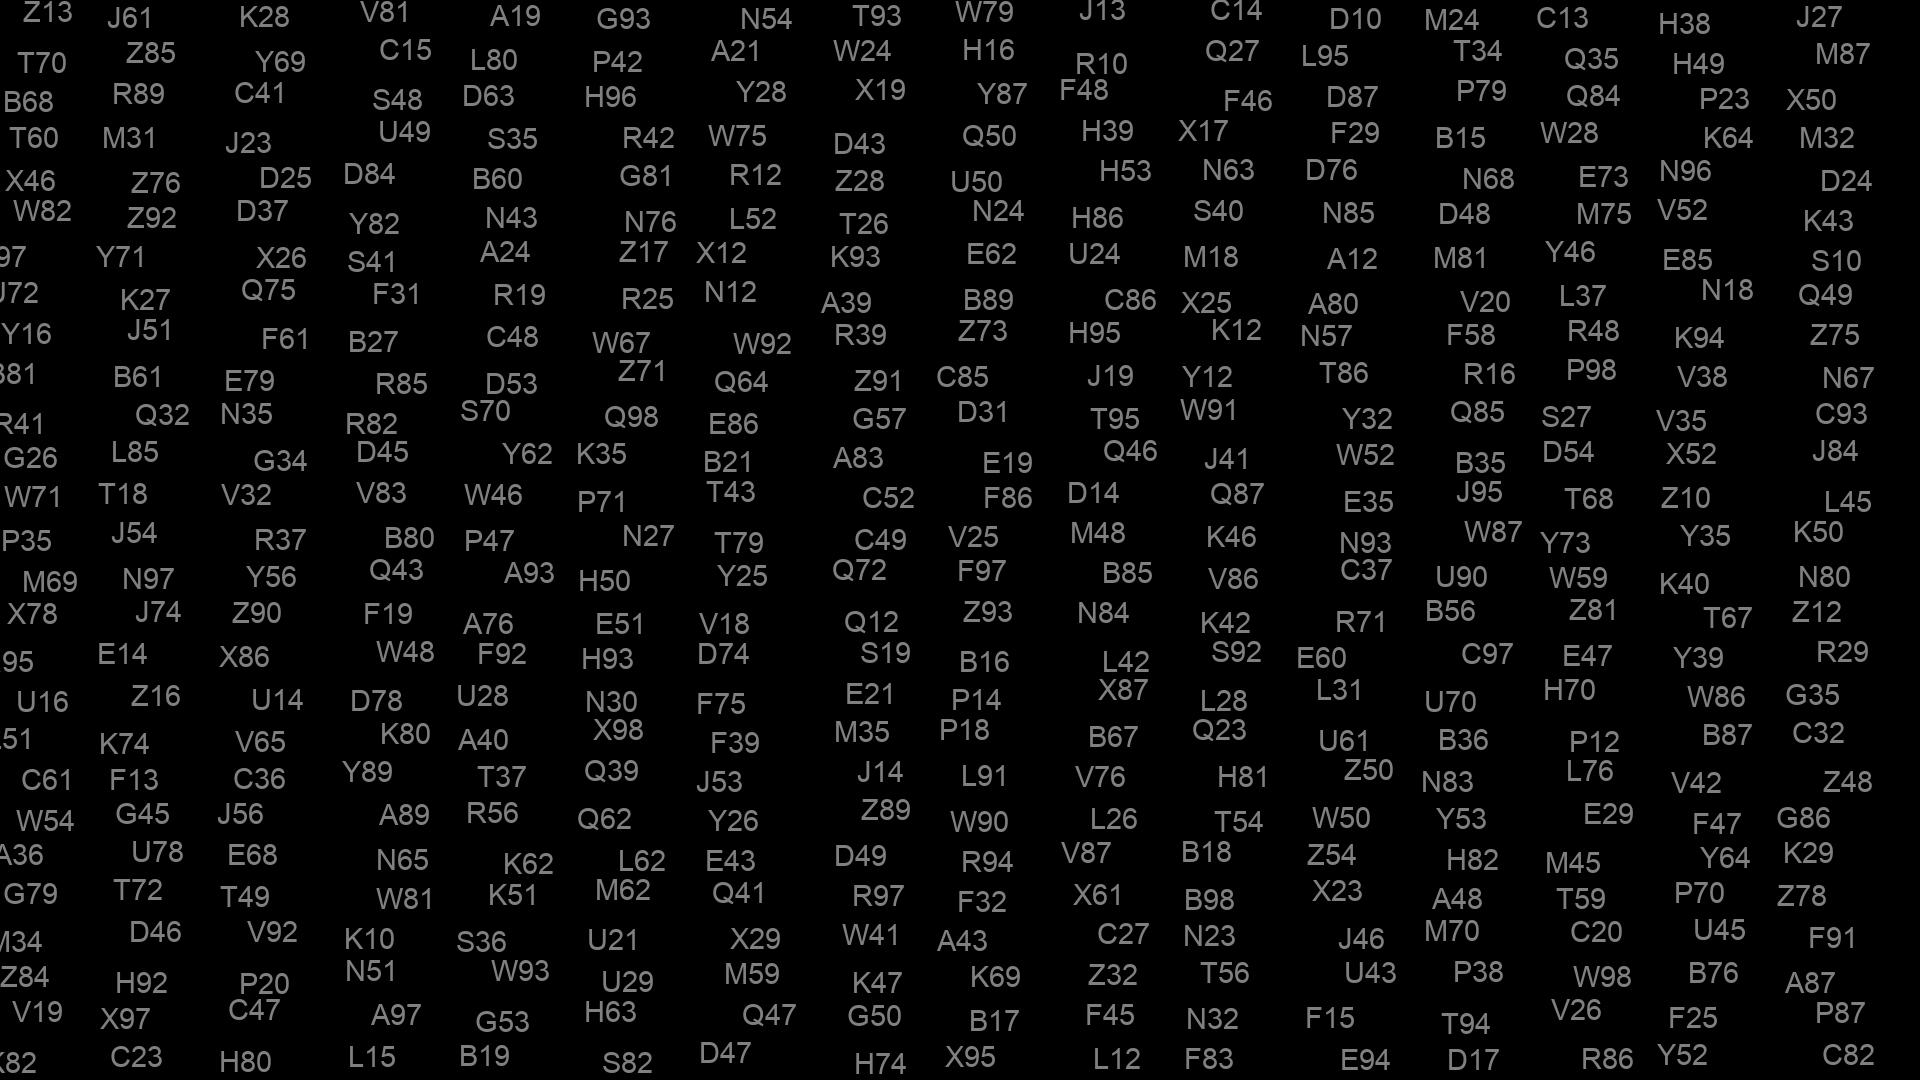 Z13 J61 K28 V81 A19 G93 N54 T93 W79 J13 C14 D10 M24 C13 H38 J27
T70 Z85 Y69 C15 L80 P42 A21 W24 H16 R10 Q27 L95 T34 Q35 H49 M87
B68 R89 C41 S48 D63 H96 Y28 X19 Y87 F48 F46 D87 P79 Q84 P23 X50
T60 M31 J23 U49 S35 R42 W75 D43 Q50 H39 X17 F29 B15 W28 K64 M32
X46 Z76 D25 D84 B60 G81 R12 Z28 U50 H53 N63 D76 N68 E73 N96 D24
W82 Z92 D37 Y82 N43 N76 L52 T26 N24 H86 S40 N85 D48 M75 V52 K43
97 Y71 X26 S41 A24 Z17 X12 K93 E62 U24 M18 A12 M81 Y46 E85 S10
72 K27 Q75 F31 R19 R25 N12 A39 B89 C86 X25 A80 V20 L37 N18 Q49
Y16 J51 F61 B27 C48 W67 W92 R39 Z73 H95 K12 N57 F58 R48 K94 Z75
81 B61 E79 R85 D53 Z71 Q64 Z91 C85 J19 Y12 T86 R16 P98 V38 N67
R41 Q32 N35 R82 S70 Q98 E86 G57 D31 T95 W91 Y32 Q85 S27 V35 C93
G26 L85 G34 D45 Y62 K35 B21 A83 E19 Q46 J41 W52 B35 D54 X52 J84
W71 T18 V32 V83 W46 P71 T43 C52 F86 D14 Q87 E35 J95 T68 Z10 L45
P35 J54 R37 B80 P47 N27 T79 C49 V25 M48 K46 N93 W87 Y73 Y35 K50
M69 N97 Y56 Q43 A93 H50 Y25 Q72 F97 B85 V86 C37 U90 W59 K40 N80
X78 J74 Z90 F19 A76 E51 V18 Q12 Z93 N84 K42 R71 B56 Z81 T67 Z12
95 E14 X86 W48 F92 H93 D74 S19 B16 L42 S92 E60 C97 E47 Y39 R29
U16 Z16 U14 D78 U28 N30 F75 E21 P14 X87 L28 L31 U70 H70 W86 G35
51 K74 V65 K80 A40 X98 F39 M35 P18 B67 Q23 U61 B36 P12 B87 C32
C61 F13 C36 Y89 T37 Q39 J53 J14 L91 V76 H81 Z50 N83 L76 V42 Z48
W54 G45 J56 A89 R56 Q62 Y26 Z89 W90 L26 T54 W50 Y53 E29 F47 G86
A36 U78 E68 N65 K62 L62 E43 D49 R94 V87 B18 Z54 H82 M45 Y64 K29
G79 T72 T49 W81 K51 M62 Q41 R97 F32 X61 B98 X23 A48 T59 P70 Z78
M34 D46 V92 K10 S36 U21 X29 W41 A43 C27 N23 J46 M70 C20 U45 F91
Z84 H92 P20 N51 W93 U29 M59 K47 K69 Z32 T56 U43 P38 W98 B76 A87
V19 X97 C47 A97 G53 H63 Q47 G50 B17 F45 N32 F15 T94 V26 F25 P87
82 C23 H80 L15 B19 S82 D47 H74 X95 L12 F83 E94 D17 R86 Y52 C82